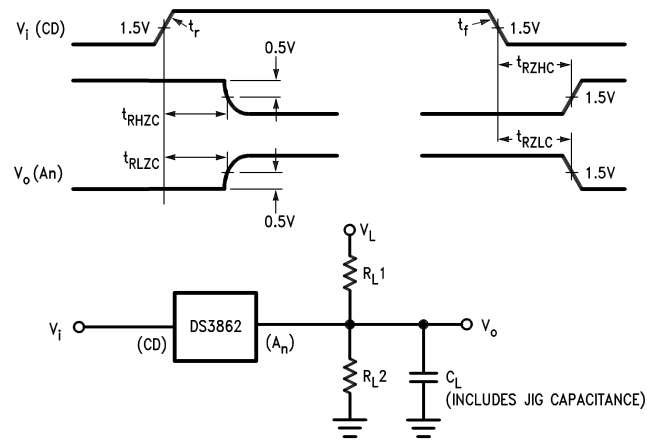 Vi (CD)
1.5V
tr
tf
1.5V
0.5V
tRHZC
tRZHC
1.5V
tRLZC
tRZLC
Vo (An)
1.5V
0.5V
VL
RL1
Vi
(CD)
DS3862
(An)
Vo
RL2
CL
(INCLUDES JIG CAPACITANCE)